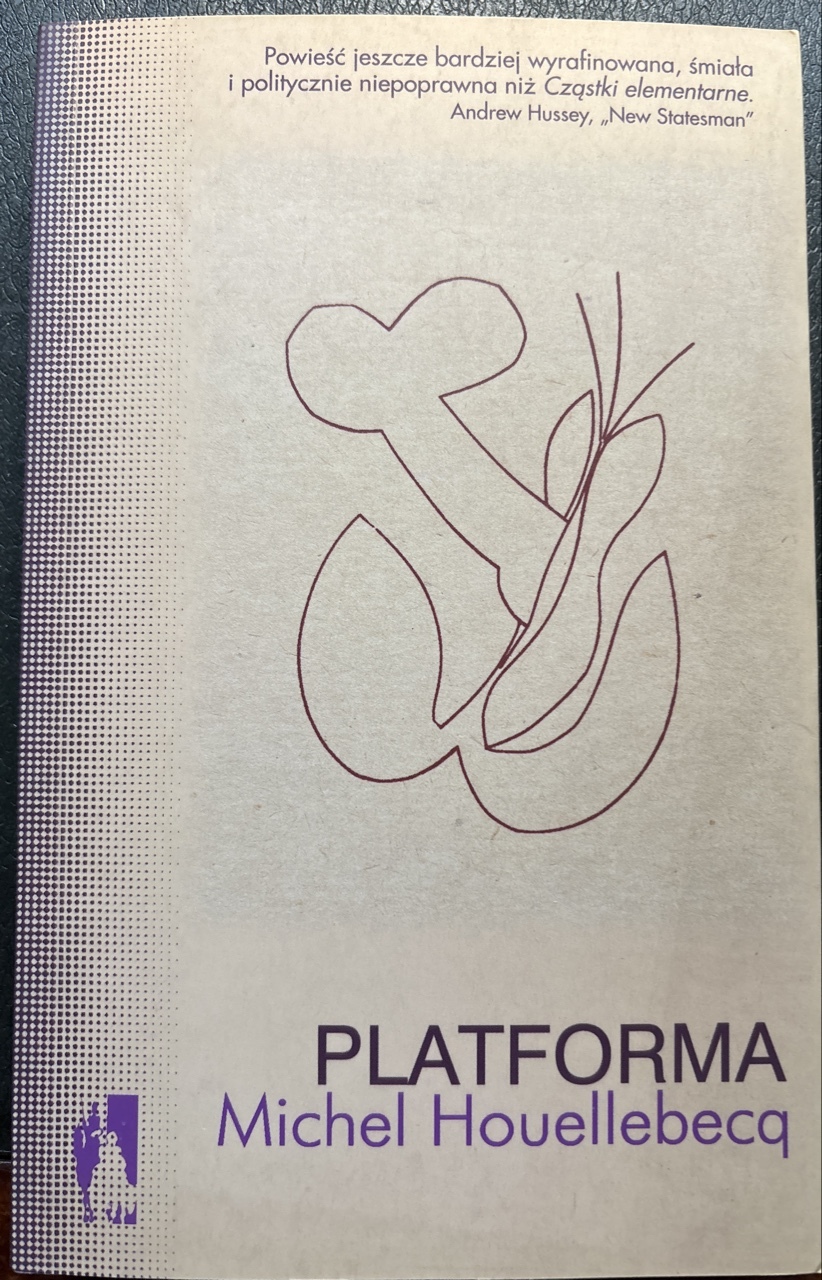 Powieść jeszcze bardziej wyrafinowana, śmiała
i politycznie niepoprawna niż Cząstki elementarne.
Andrew Hussey, „New Statesman”
PLATFORMA
Michel Houellebecq